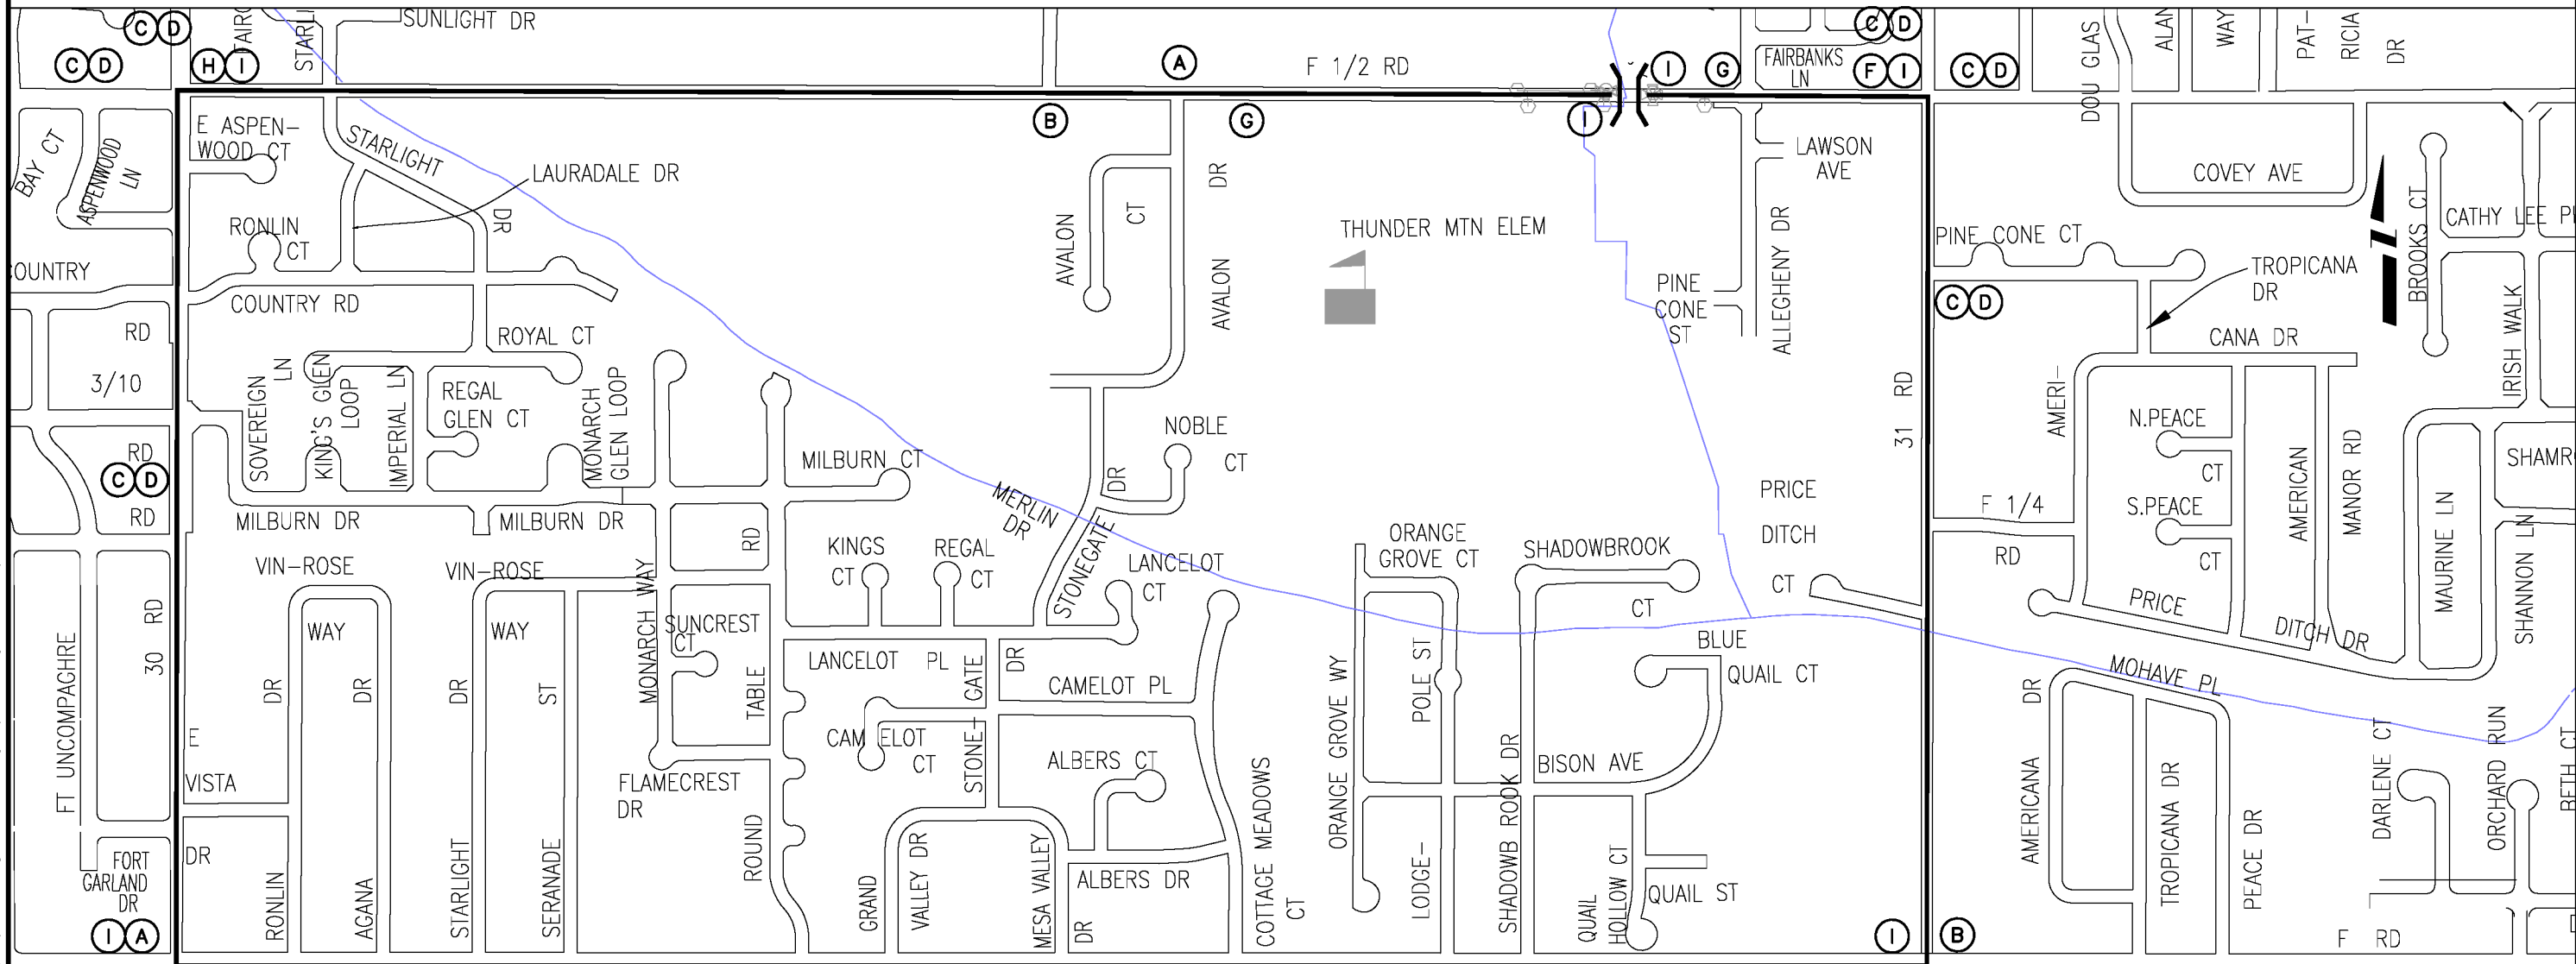 SUNLIGHT DR
C D
C D
H I
A
F 1/2 RD
I
G
FAIRBANKS
LN
C D
F I
C D
DOU GLAS
WAY
PAT-
RICIA
DR
BAY CT
ASPENWOOD
LN
E ASPEN-
WOOD CT
STARLIGHT
DR
LAURADALE DR
B
G
I
AVALON
CT
DR
AVALON
THUNDER MTN ELEM
LAWSON
AVE
ALLEGHENY DR
PINE
CONE
ST
COVEY AVE
BROOKS CT
PINE CONE CT
TROPICANA
DR
C D
CANA DR
IRISH WALK
RONLIN
CT
COUNTRY RD
RD
3/10
RD
C D
RD
ROYAL CT
SOVEREIGN
LN
KING'S GLEN
LOOP
IMPERIAL LN
REGAL
GLEN CT
MONARCH
GLEN LOOP
MILBURN CT
MERLIN
DR
NOBLE
CT
DR
STONEGATE
31 RD
PRICE
DITCH
CT
AMERI-
N.PEACE
CT
S.PEACE
CT
AMERICAN
MANOR RD
MAURINE LN
SHANNON LN
F 1/4
RD
MILBURN DR
MILBURN DR
VIN-ROSE
WAY
VIN-ROSE
WAY
RD
KINGS
CT
REGAL
CT
LANCELOT
CT
ORANGE
GROVE CT
SHADOWBROOK
CT
PRICE
DITCH DR
MOHAVE PL
FT UNCOMPAGHRE
30 RD
MONARCH WAY
SUNCREST
CT
TABLE
ROUND
LANCELOT PL
STONE- GATE
DR
CAMELOT PL
CAMELOT
CT
ALBERS CT
ALBERS DR
COTTAGE MEADOWS
CT
ORANGE GROVE WY
POLE ST
LODGE-
SHADOWB ROOK DR
BISON AVE
BLUE
QUAIL CT
QUAIL
HOLLOW CT
QUAIL ST
E
VISTA
DR
RONLIN
DR
AGANA
DR
STARLIGHT
DR
SERANADE
ST
FLAMECREST
DR
GRAND
VALLEY DR
MESA VALLEY
DR
FORT
GARLAND
DR
I A
I
B
AMERICANA
DR
TROPICANA DR
PEACE DR
DARLENE CT
ORCHARD RUN
F RD